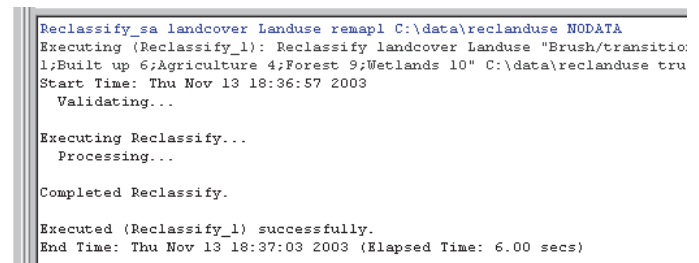 Reclassify_sa landcover Landuse remap1 C:\data\reclanduse NODATA
Executing (Reclassify_1): Reclassify landcover Landuse "Brush/transitio
1;Built up 6;Agriculture 4;Forest 9;Wetlands 10" C:\data\reclanduse tru
Start Time: Thu Nov 13 18:36:57 2003
Validating...
Executing Reclassify...
Processing...
Completed Reclassify.
Executed (Reclassify_1) successfully.
End Time: Thu Nov 13 18:37:03 2003 (Elapsed Time: 6.00 secs)